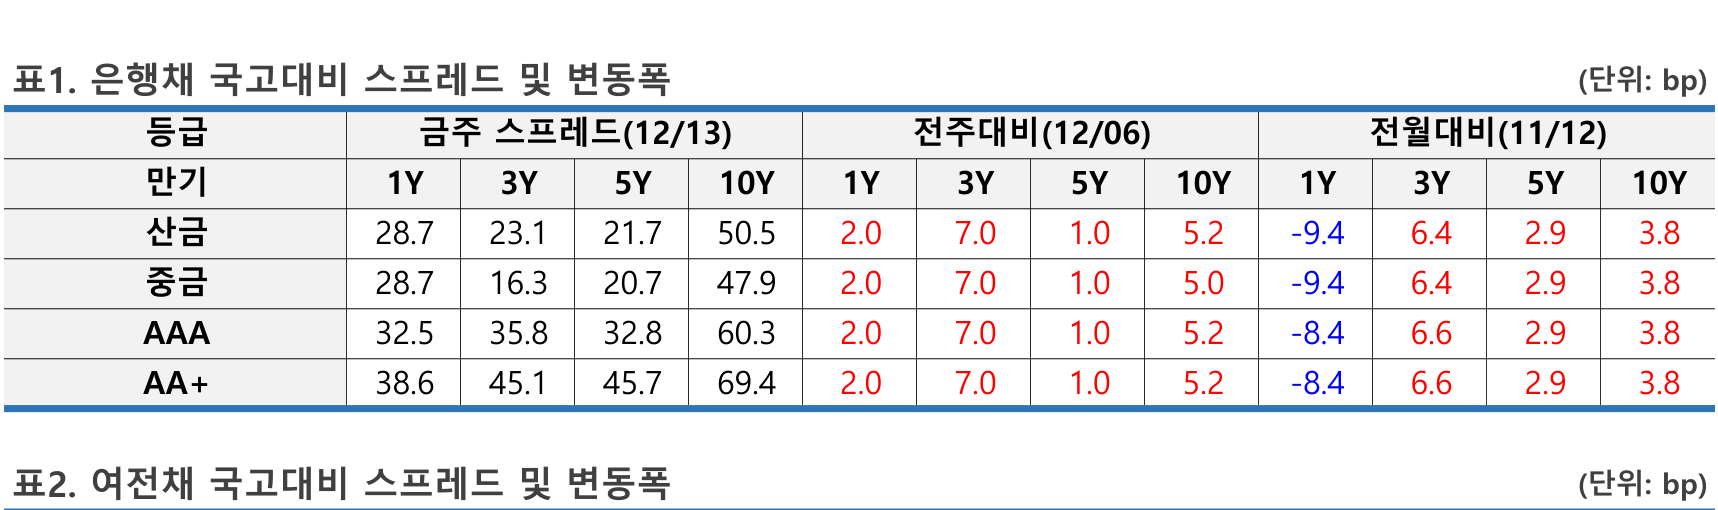 표1. 은행채 국고대비 스프레드 및 변동폭 (단위: bp)
등급 금주 스프레드(12/13) 전주대비(12/06) 전월대비(11/12)
만기 1Y 3Y 5Y 10Y 1Y 3Y 5Y 10Y 1Y 3Y 5Y 10Y
산금 28.7 23.1 21.7 50.5 2.0 7.0 1.0 5.2 -9.4 6.4 2.9 3.8
중금 28.7 16.3 20.7 47.9 2.0 7.0 1.0 5.0 -9.4 6.4 2.9 3.8
AAA 32.5 35.8 32.8 60.3 2.0 7.0 1.0 5.2 -8.4 6.6 2.9 3.8
AA+ 38.6 45.1 45.7 69.4 2.0 7.0 1.0 5.2 -8.4 6.6 2.9 3.8
표2. 여전채 국고대비 스프레드 및 변동폭 (단위: bp)